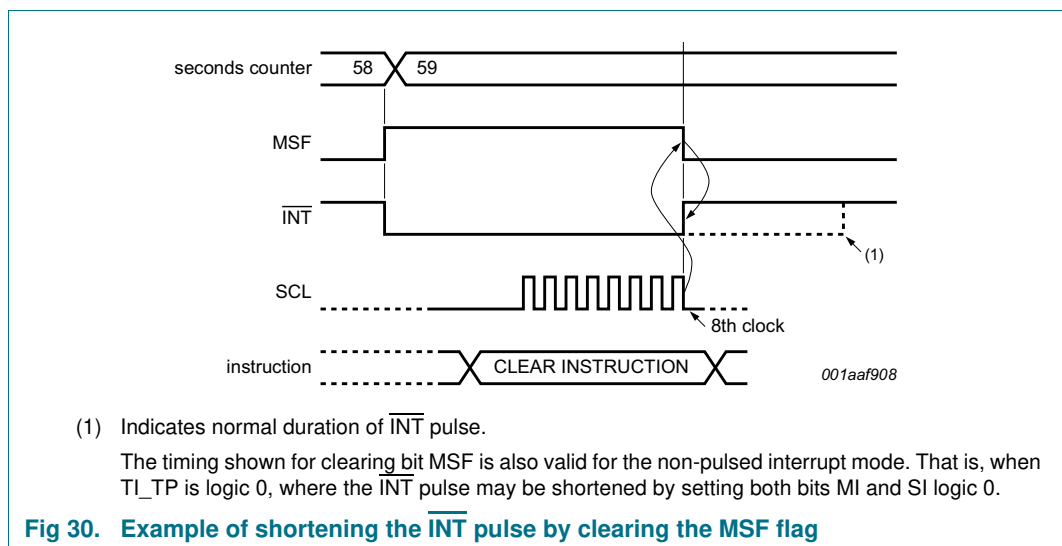 seconds counter 58 59
MSF
INT
(1)
SCL
8th clock
instruction CLEAR INSTRUCTION
001aaf908
(1) Indicates normal duration of INT pulse.
The timing shown for clearing bit MSF is also valid for the non-pulsed interrupt mode. That is, when
TI_TP is logic 0, where the INT pulse may be shortened by setting both bits MI and SI logic 0.
Fig 30. Example of shortening the INT pulse by clearing the MSF flag